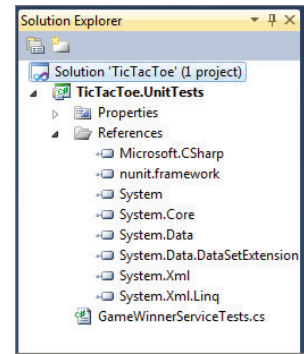 Solution Explorer
Solution 'TicTacToe' (1 project)
TicTacToe.UnitTests
Properties
References
Microsoft.CSharp
nunit.framework
System
System.Core
System.Data
System.Data.DataSetExtension
System.Xml
System.Xml.Linq
GameWinnerServiceTests.cs